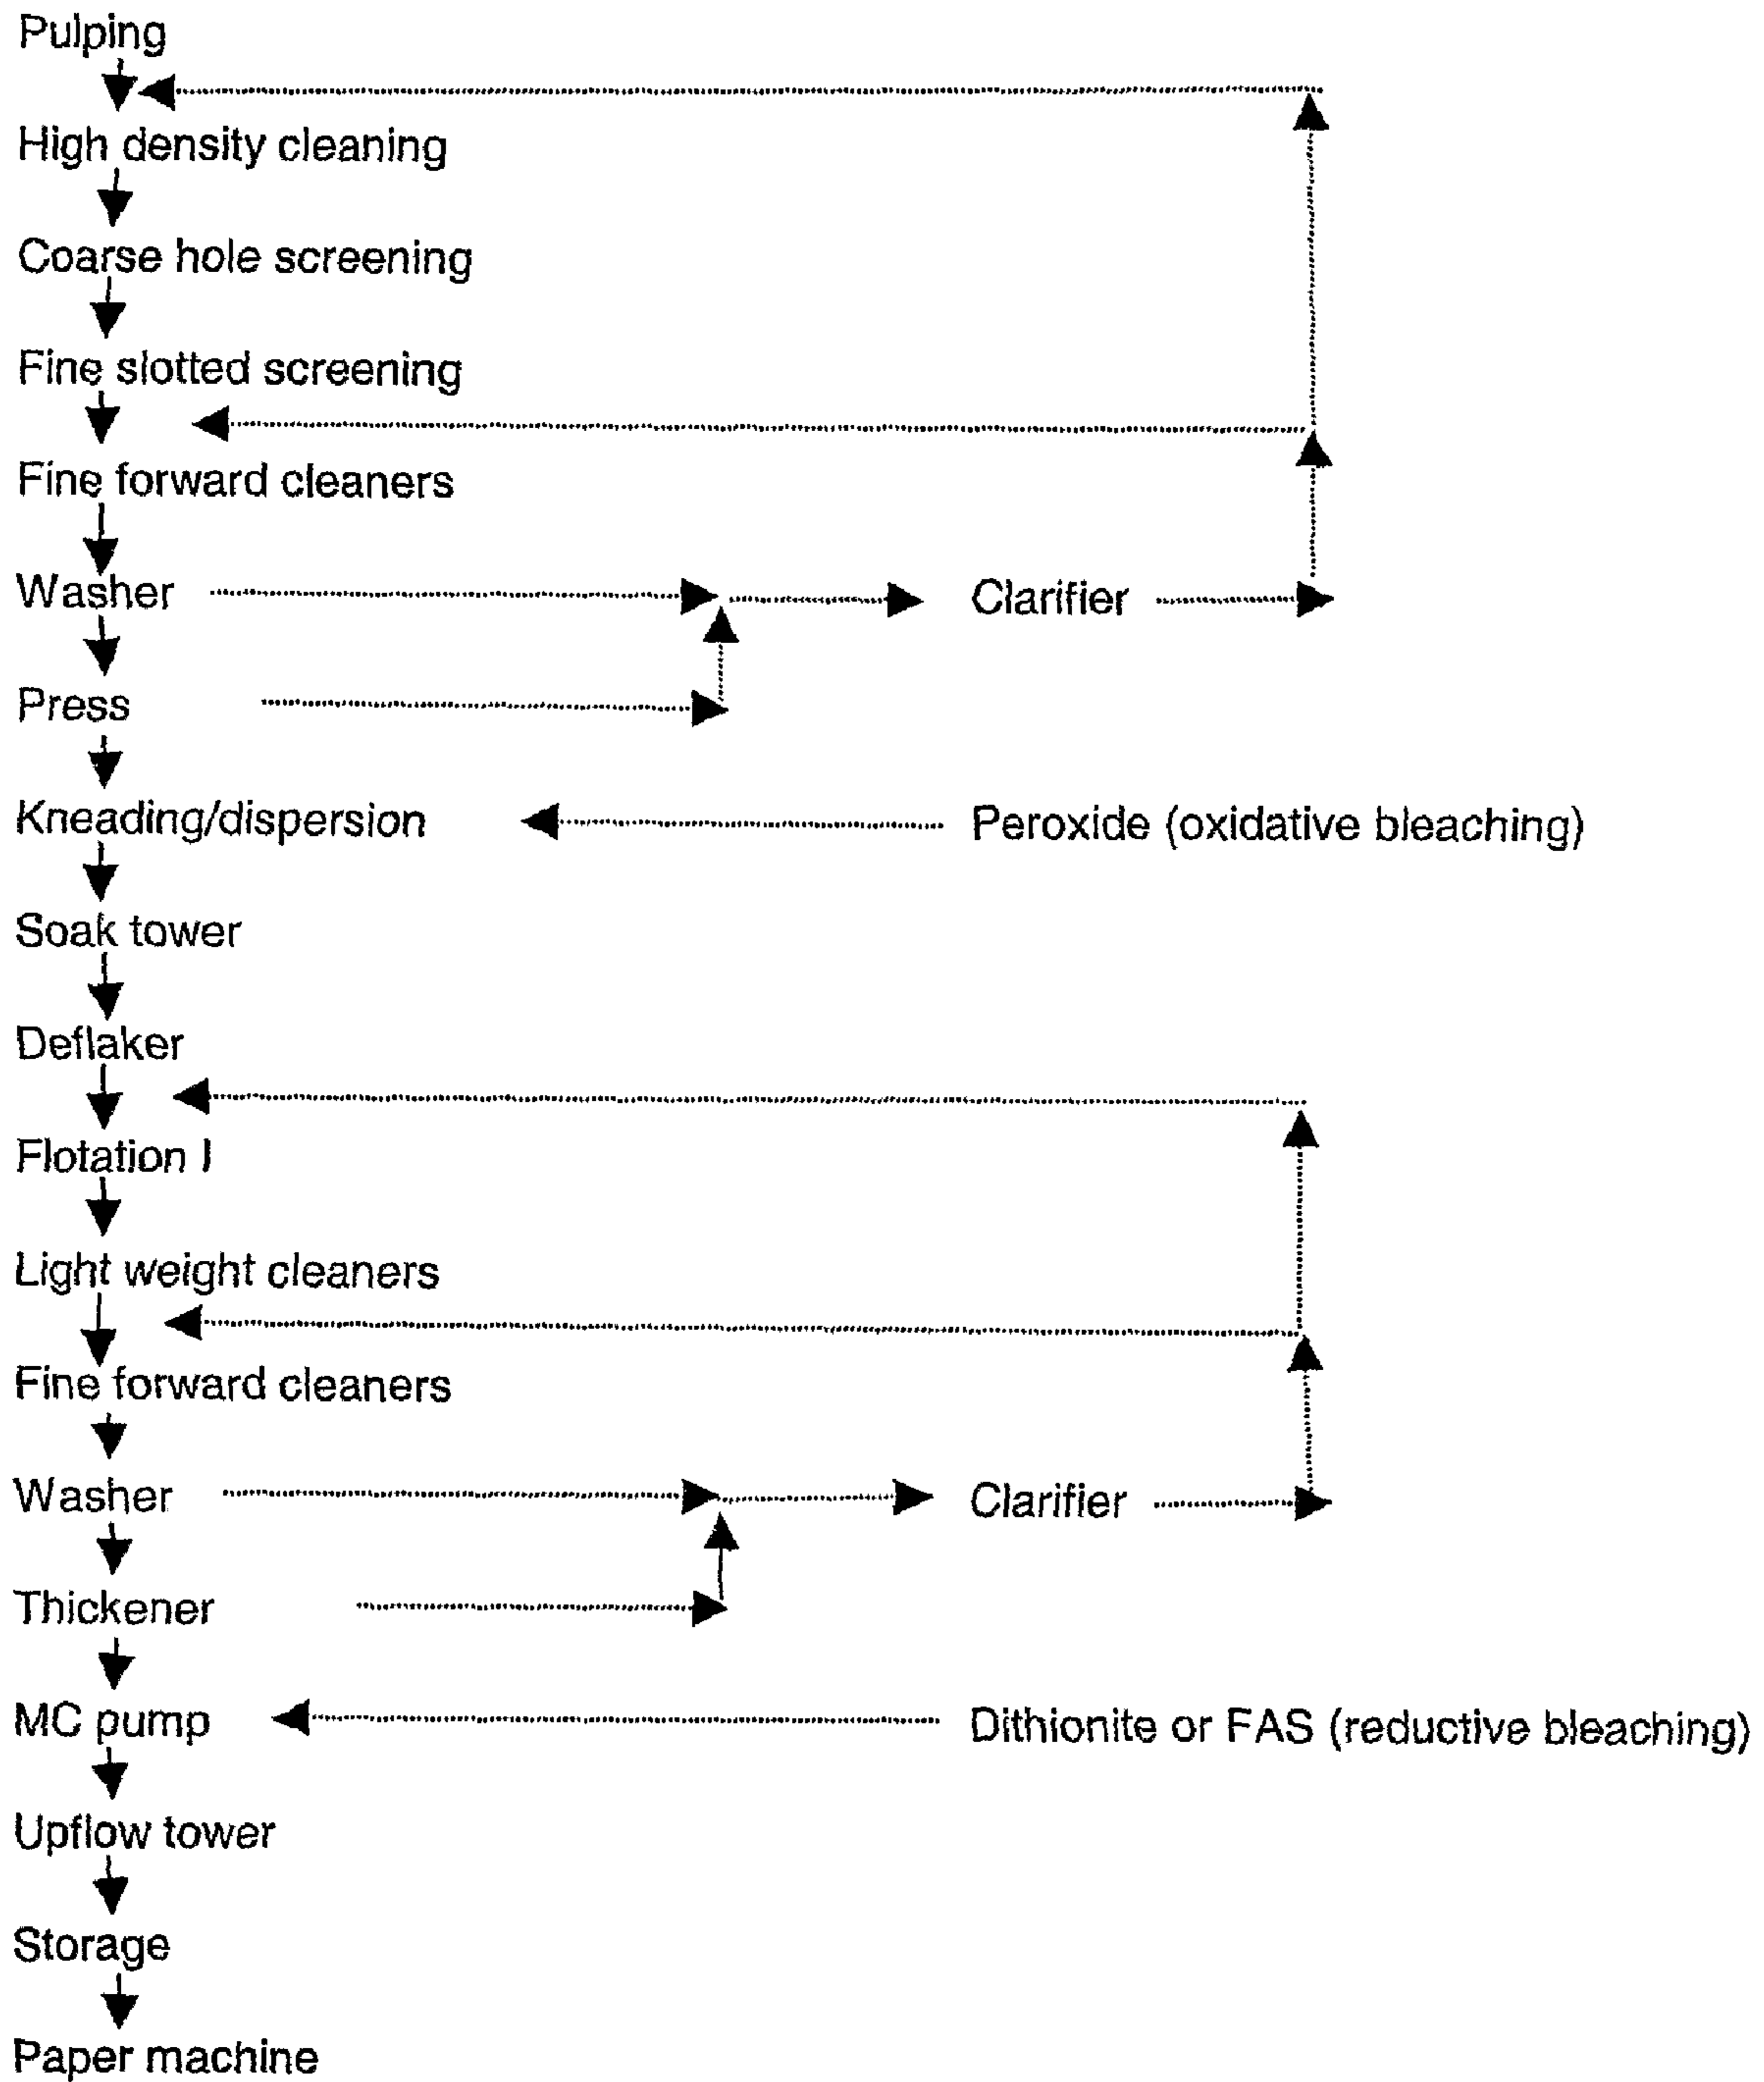 Pulping
High density cleaning
Coarse hole screening
Fine slotted screening
Fine forward cleaners
Washer
Clarifier
Press
Kneading/dispersion
Peroxide (oxidative bleaching)
Soak tower
Deflaker
Flotation I
Light weight cleaners
Fine forward cleaners
Washer
Clarifier
Thickener
MC pump
Dithionite or FAS (reductive bleaching)
Upflow tower
Storage
Paper machine